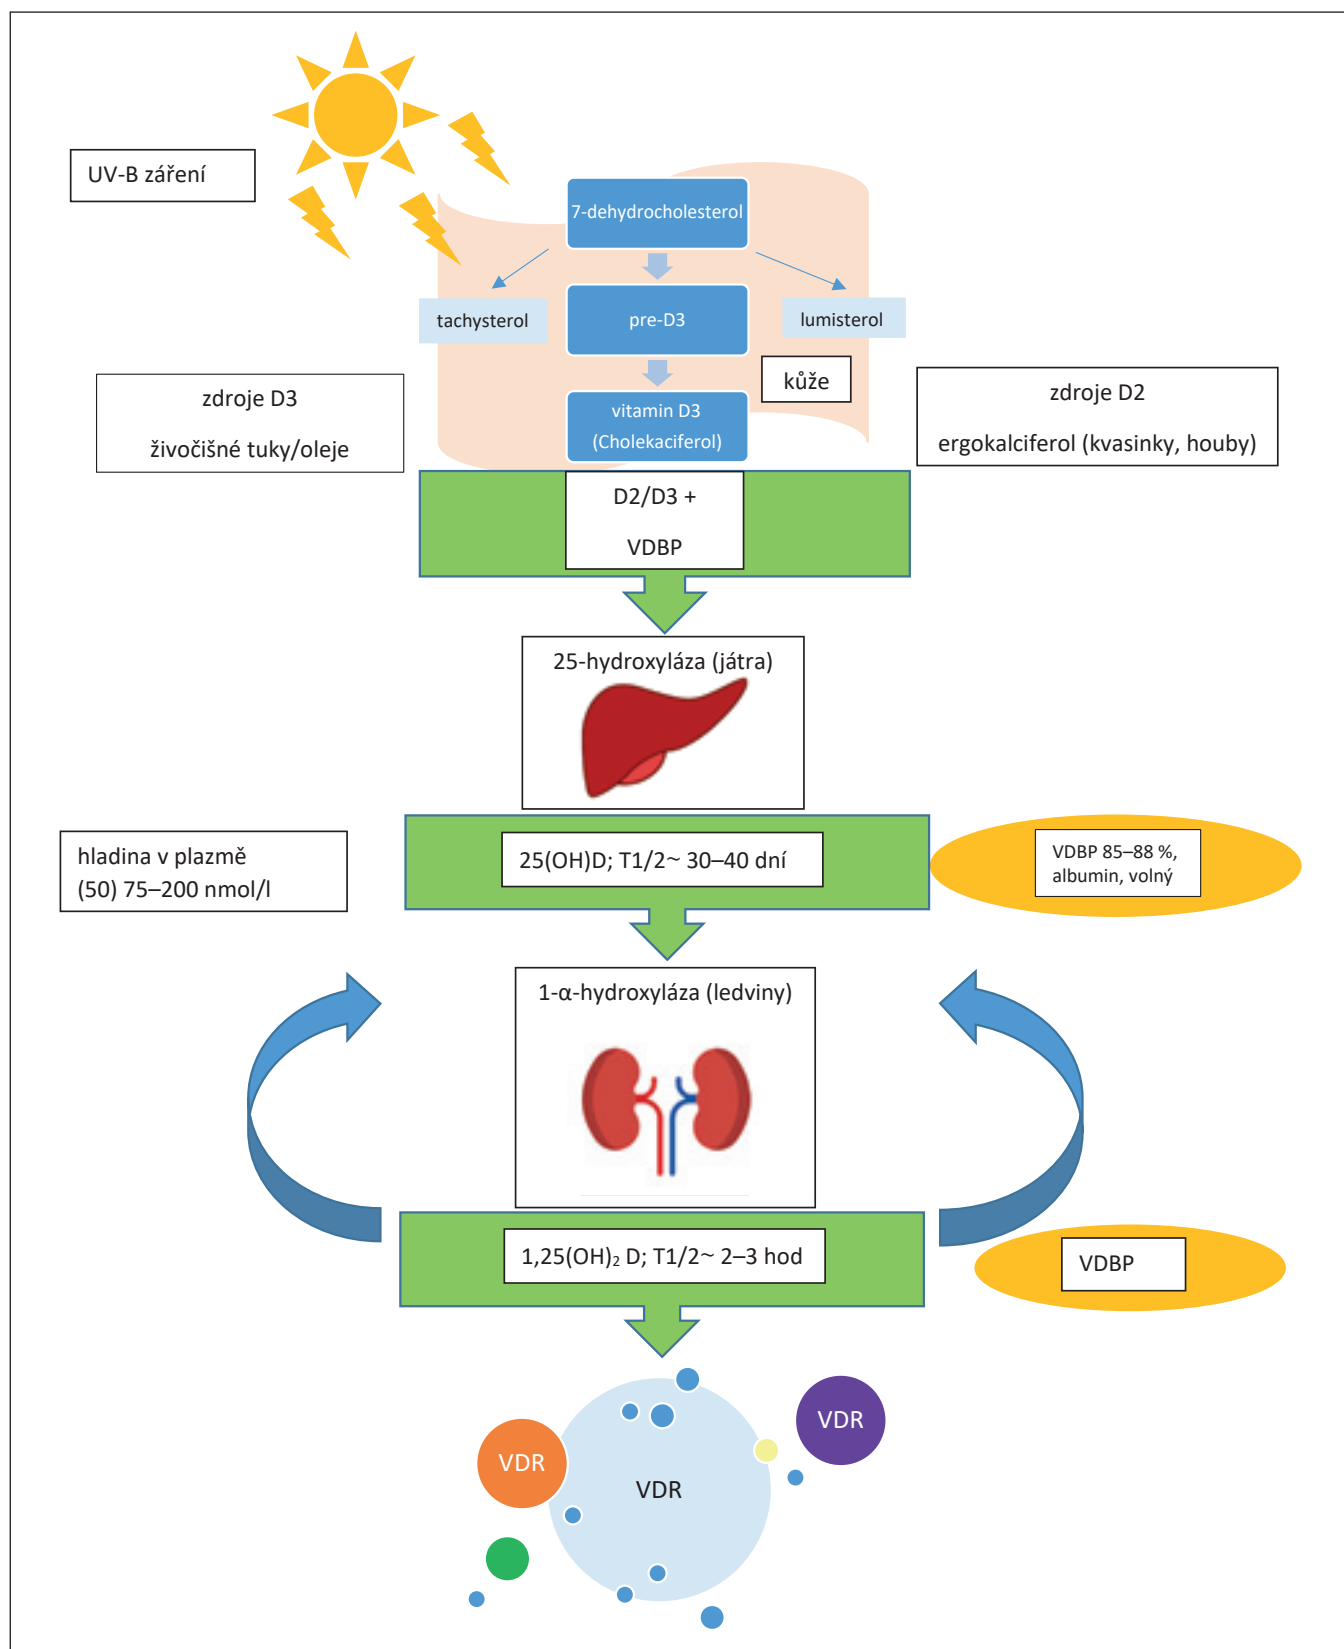 UV-B záření
7-dehydrocholesterol
tachysterol
pre-D3
lumisterol
kůže
vitamin D3
(Cholekaciferol)
zdroje D3
živočišné tuky/oleje
zdroje D2
ergokalciferol (kvasinky, houby)
D2/D3 +
VDBP
25-hydroxyláza (játra)
hladina v plazmě
(50) 75–200 nmol/l
25(OH)D; T1/2~ 30–40 dní
VDBP 85–88 %,
albumin, volný
1-α-hydroxyláza (ledviny)
1,25(OH)₂ D; T1/2~ 2–3 hod
VDBP
VDR
VDR
VDR